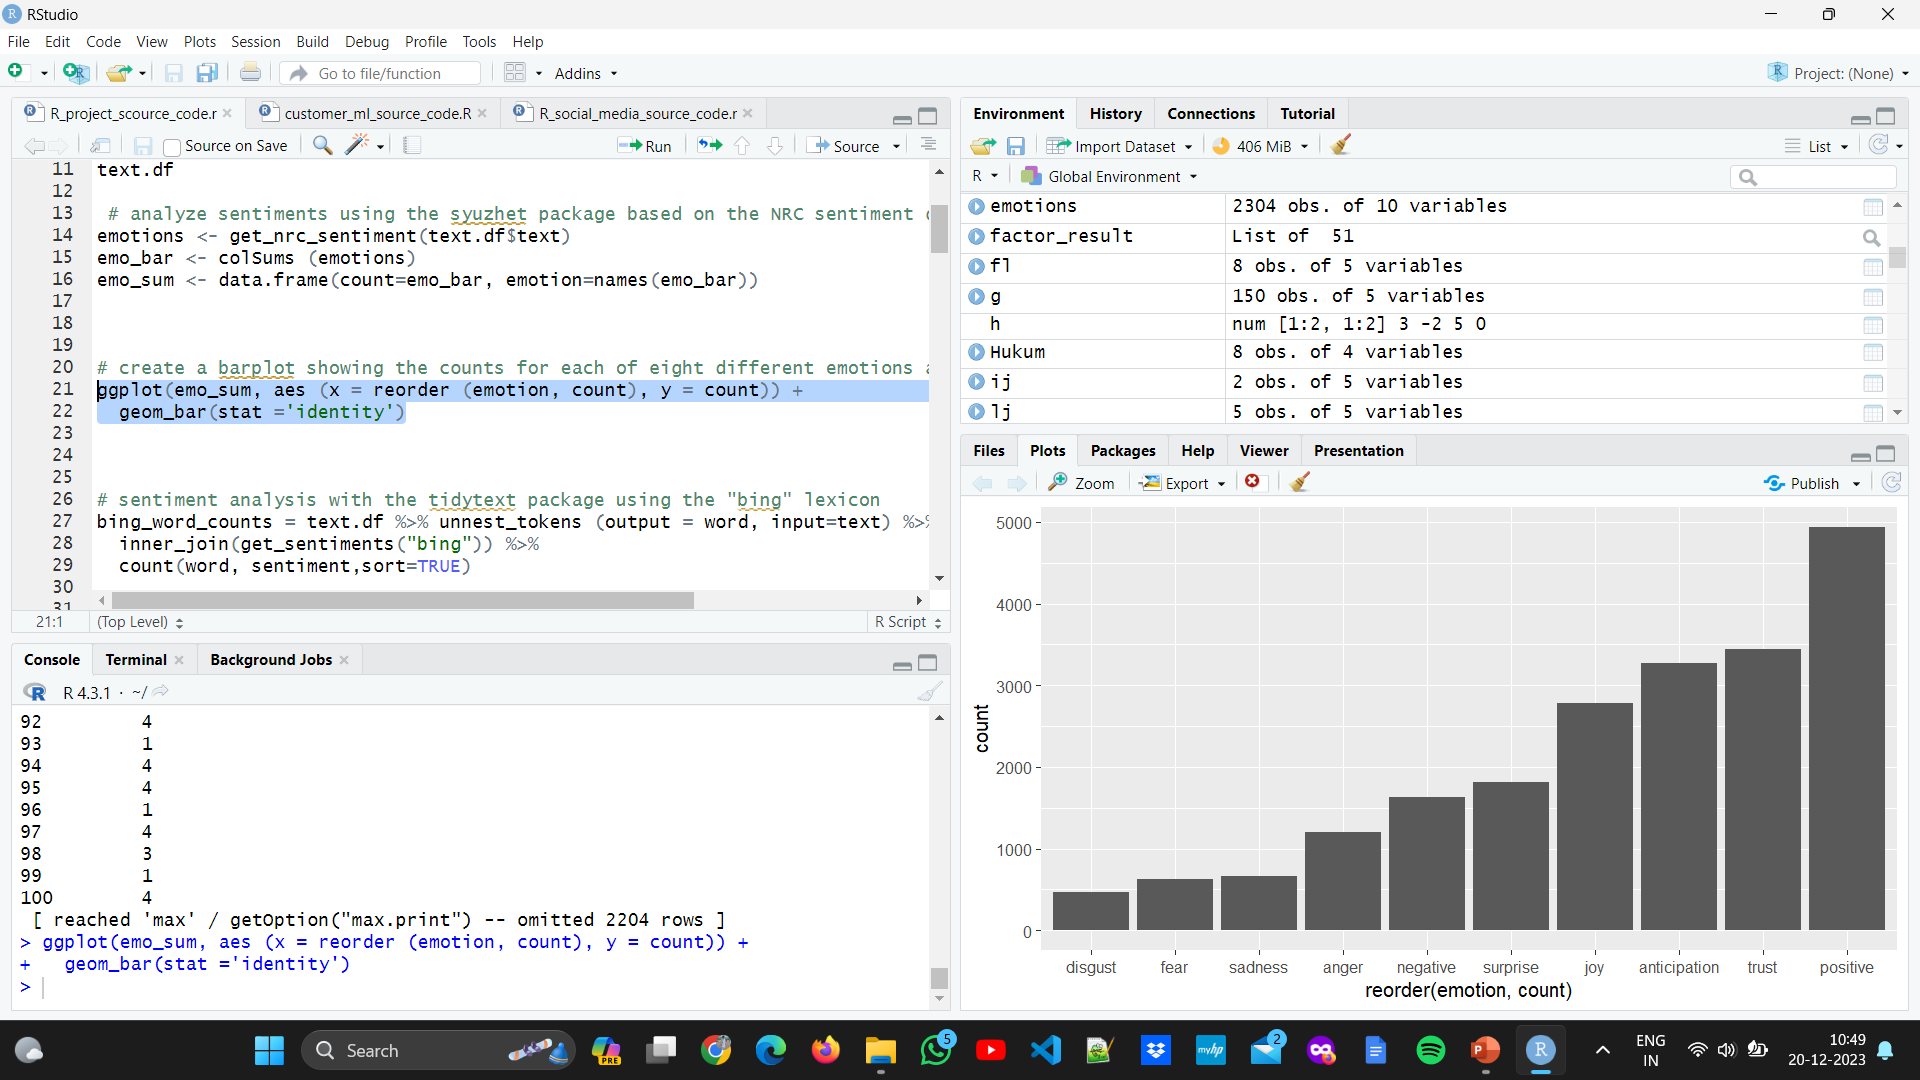 RStudio
File Edit Code View Plots Session Build Debug Profile Tools Help
Go to file/function Addins Project: (None)
R_project_scource_code.r customer_ml_source_code.R R_social_media_source_code.r
Source on Save Run Source
11 text.df
12
13 # analyze sentiments using the syuzhet package based on the NRC sentiment
14 emotions <- get_nrc_sentiment(text.df$text)
15 emo_bar <- colSums (emotions)
16 emo_sum <- data.frame(count=emo_bar, emotion=names(emo_bar))
17
18
19
20 # create a barplot showing the counts for each of eight different emotions
21 ggplot(emo_sum, aes (x = reorder (emotion, count), y = count)) +
22 geom_bar(stat ='identity')
23
24
25
26 # sentiment analysis with the tidytext package using the "bing" lexicon
27 bing_word_counts = text.df %>% unnest_tokens (output = word, input=text) %>%
28 inner_join(get_sentiments("bing")) %>%
29 count(word, sentiment,sort=TRUE)
30
31
21:1 (Top Level) R Script
Console Terminal Background Jobs
R 4.3.1 · ~/
92 4
93 1
94 4
95 4
96 1
97 4
98 3
99 1
100 4
[ reached 'max' / getOption("max.print") -- omitted 2204 rows ]
> ggplot(emo_sum, aes (x = reorder (emotion, count), y = count)) +
+ geom_bar(stat ='identity')
>
Environment History Connections Tutorial
Import Dataset 406 MiB List
R Global Environment
emotions 2304 obs. of 10 variables
factor_result List of 51
fl 8 obs. of 5 variables
g 150 obs. of 5 variables
h num [1:2, 1:2] 3 -2 5 0
Hukum 8 obs. of 4 variables
ij 2 obs. of 5 variables
lj 5 obs. of 5 variables
Files Plots Packages Help Viewer Presentation
Zoom Export Publish
5000
4000
3000
2000
1000
0
count
disgust fear sadness anger negative surprise joy anticipation trust positive
reorder(emotion, count)
Search PRE 5 myhp 2 P R ENG 10:49
IN 20-12-2023